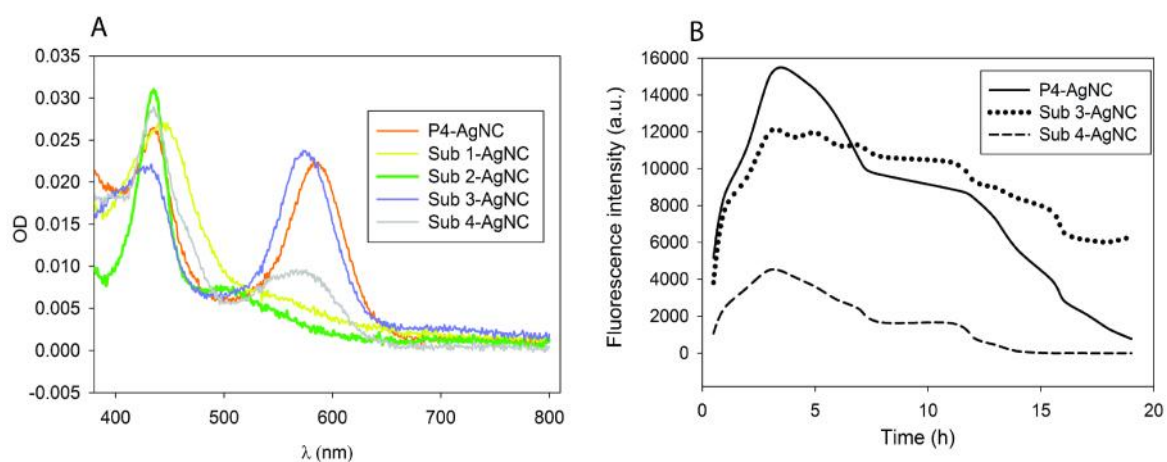 A
0.035
0.030
0.025
0.020
0.015
0.010
0.005
0.000
-0.005
OD
400 500 600 700 800
λ (nm)
P4-AgNC
Sub 1-AgNC
Sub 2-AgNC
Sub 3-AgNC
Sub 4-AgNC
B
16000
14000
12000
10000
8000
6000
4000
2000
0
Fluorescence intensity (a.u.)
0 5 10 15 20
Time (h)
P4-AgNC
Sub 3-AgNC
Sub 4-AgNC